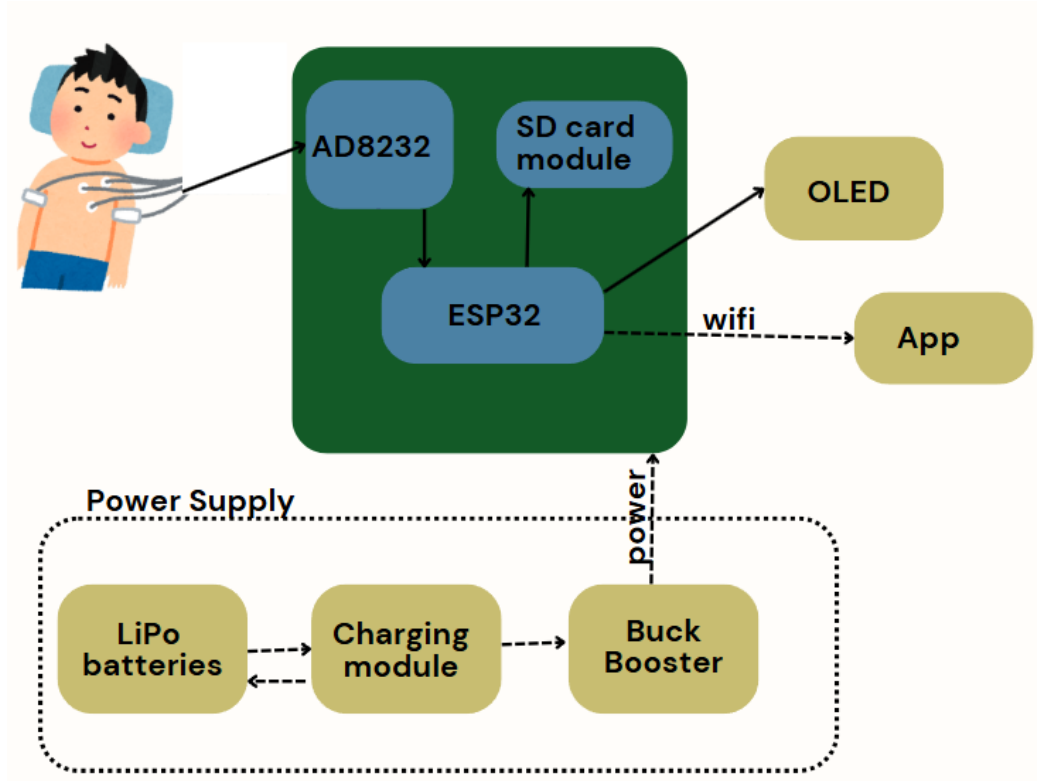 AD8232
SD card
module
OLED
ESP32
wifi
App
power
Power Supply
LiPo
batteries
Charging
module
Buck
Booster